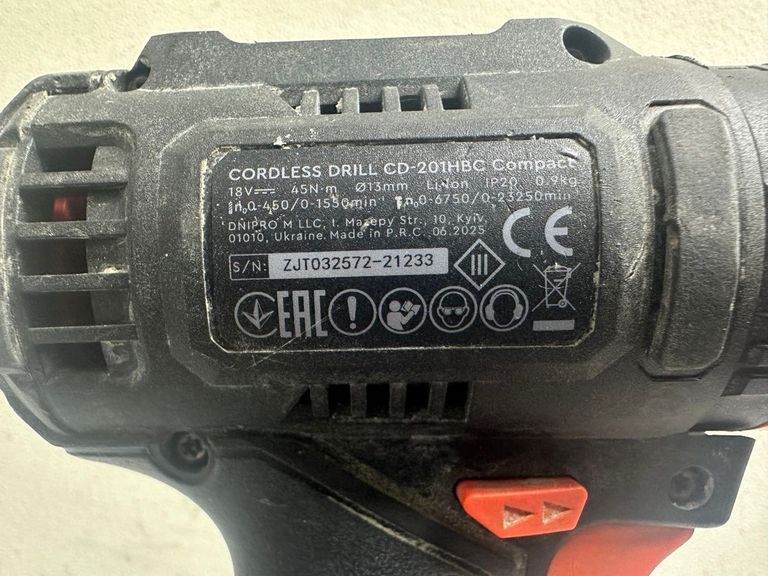 CORDLESS DRILL CD-201HBC Compact
18V 45N·m Ø13mm Li-Ion IP20 0.9kg
n₀0-450/0-1550min⁻¹ n₀0-6750/0-23250min⁻¹
DNIPRO M LLC, I. Mazepy Str., 10, Kyiv,
01010, Ukraine. Made in P.R.C. 06.2025
S/N: ZJT032572-21233
III
CE
EAC